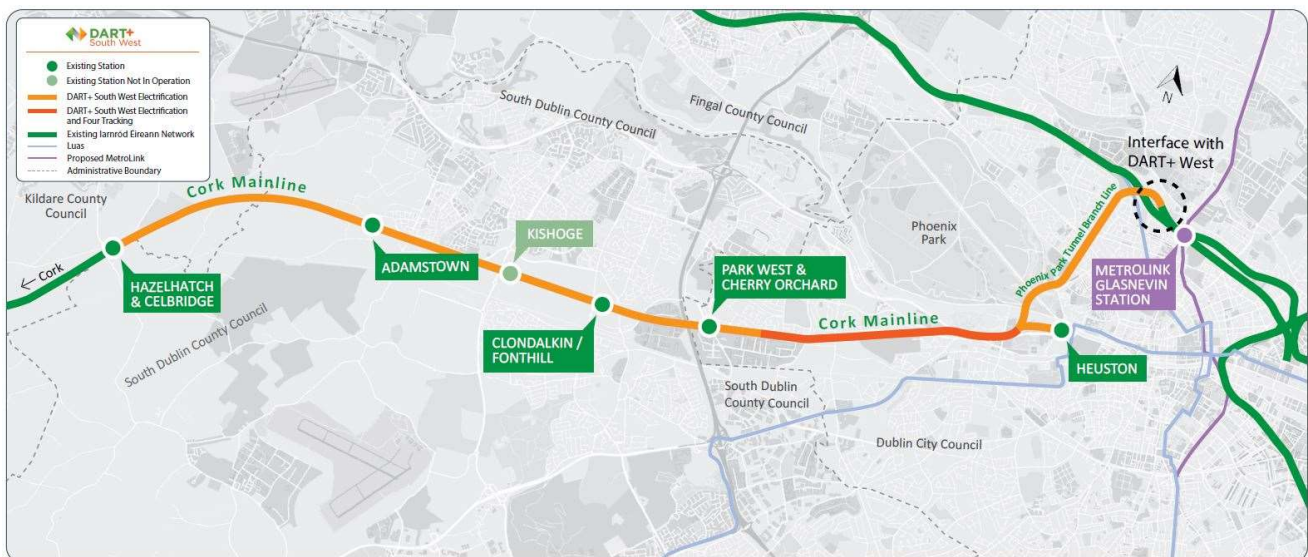 DART+
South West
Existing Station
Existing Station Not In Operation
DART+ South West Electrification
DART+ South West Electrification
and Four Tracking
Existing Iarnród Éireann Network
Luas
Proposed MetroLink
Administrative Boundary
N
South Dublin County Council
Fingal County Council
Interface with
DART+ West
Kildare County
Council
Cork Mainline
Phoenix
Park
Phoenix Park Tunnel Branch Line
← Cork
HAZELHATCH
& CELBRIDGE
ADAMSTOWN
KISHOGE
CLONDALKIN /
FONTHILL
PARK WEST &
CHERRY ORCHARD
Cork Mainline
METROLINK
GLASNEVIN
STATION
HEUSTON
South Dublin County Council
South Dublin
County Council
Dublin City Council